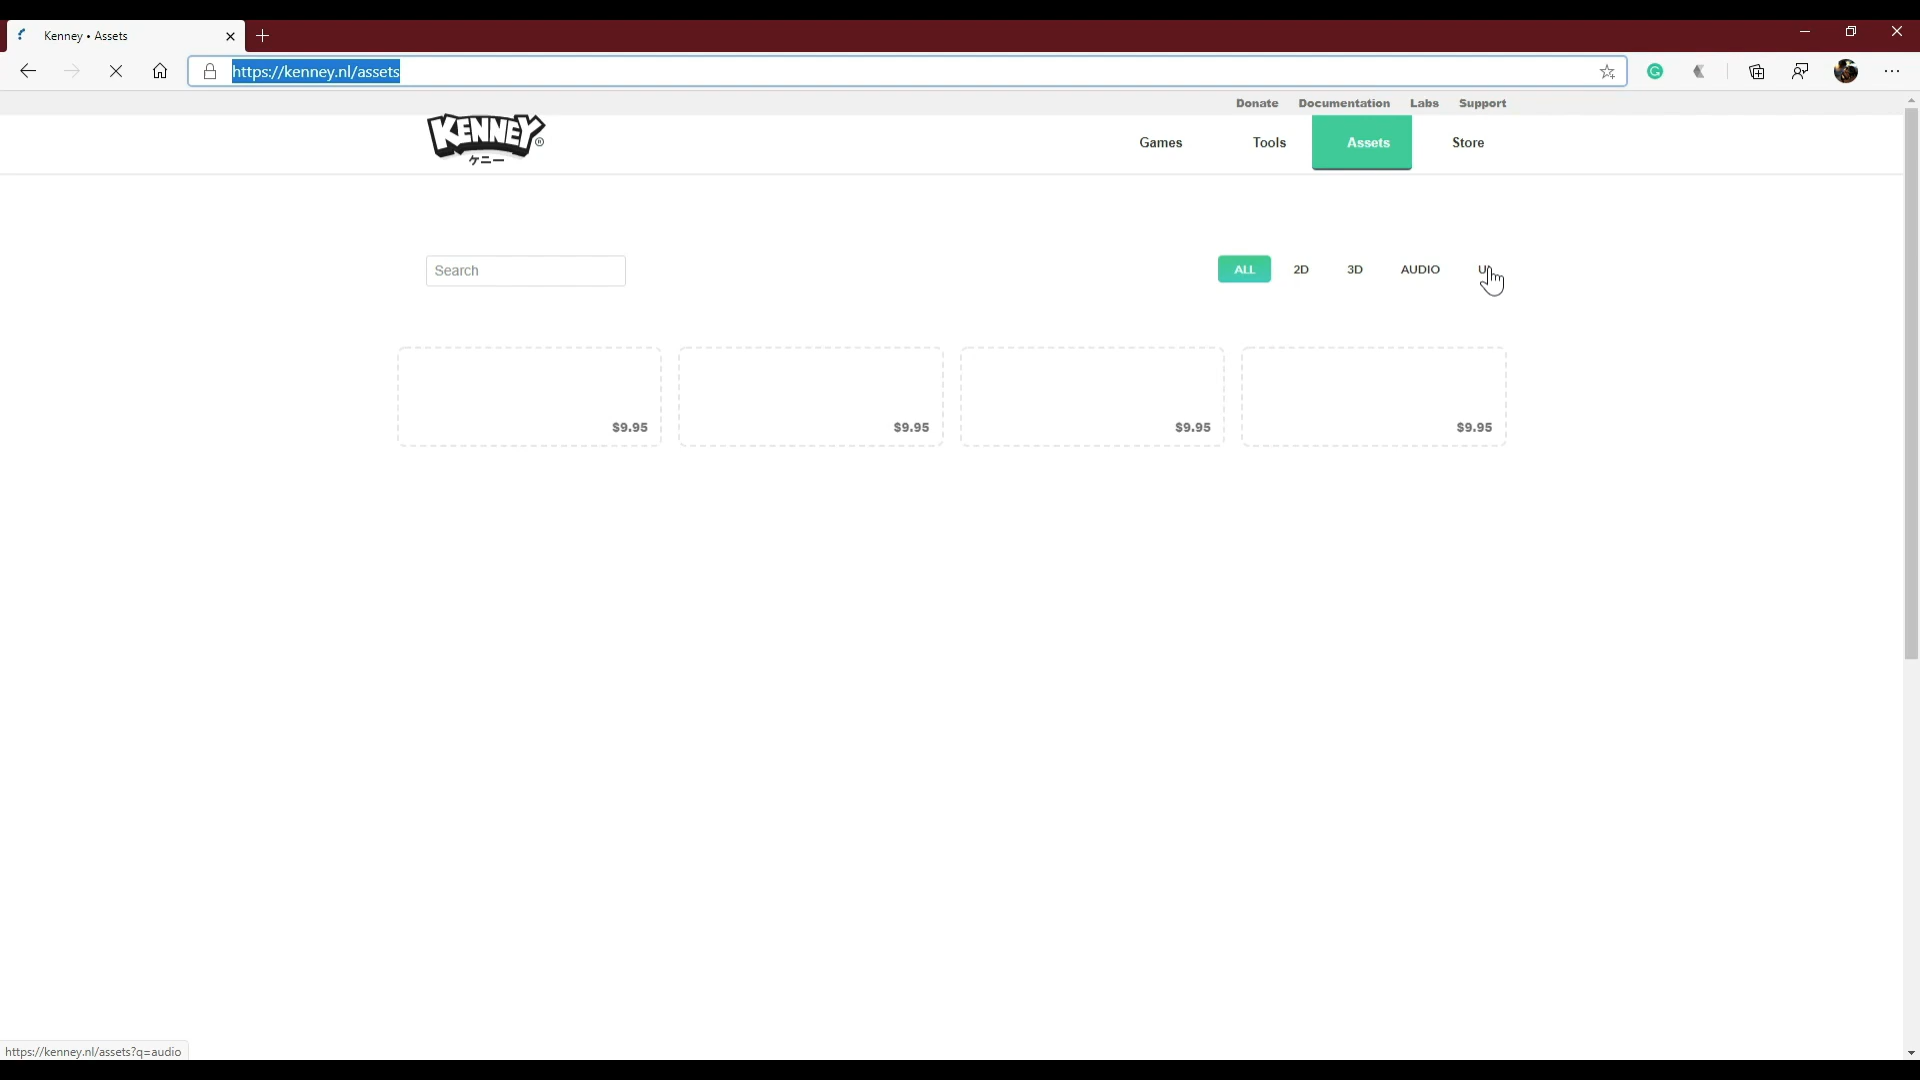 Kenney • Assets
https://kenney.nl/assets
Donate Documentation Labs Support
KENNEY®
ケニー
Games Tools Assets Store
Search
ALL 2D 3D AUDIO
$9.95 $9.95 $9.95 $9.95
https://kenney.nl/assets?q=audio